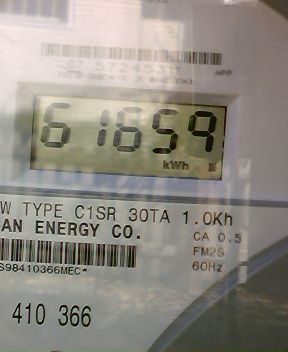 61659
kWh
W TYPE C1SR 30TA 1.0Kh
AN ENERGY CO.
CA 0.5
FM2S
60Hz
S98410366MEC*
410 366